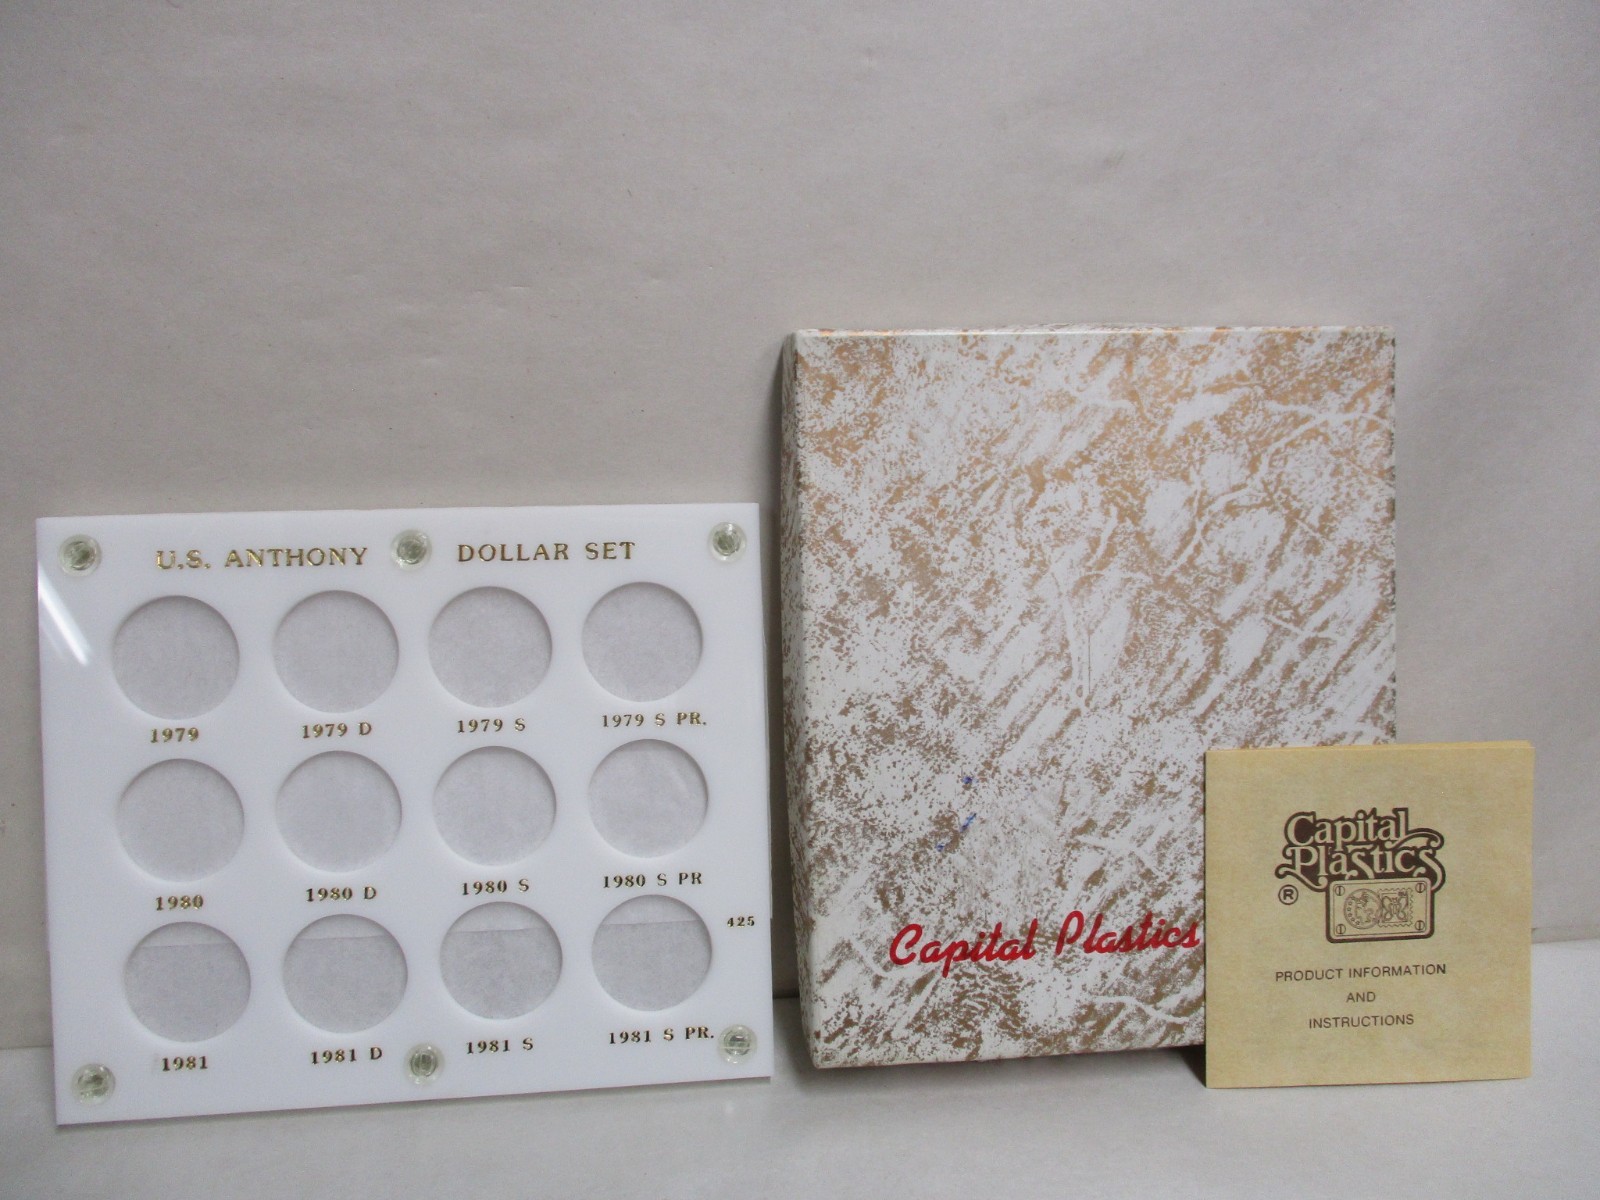 U.S. ANTHONY DOLLAR SET
1979 1979 D 1979 S 1979 S PR.
1980 1980 D 1980 S 1980 S PR
425
1981 1981 D 1981 S 1981 S PR.
Capital Plastics
Capital
Plastics
®
PRODUCT INFORMATION
AND
INSTRUCTIONS